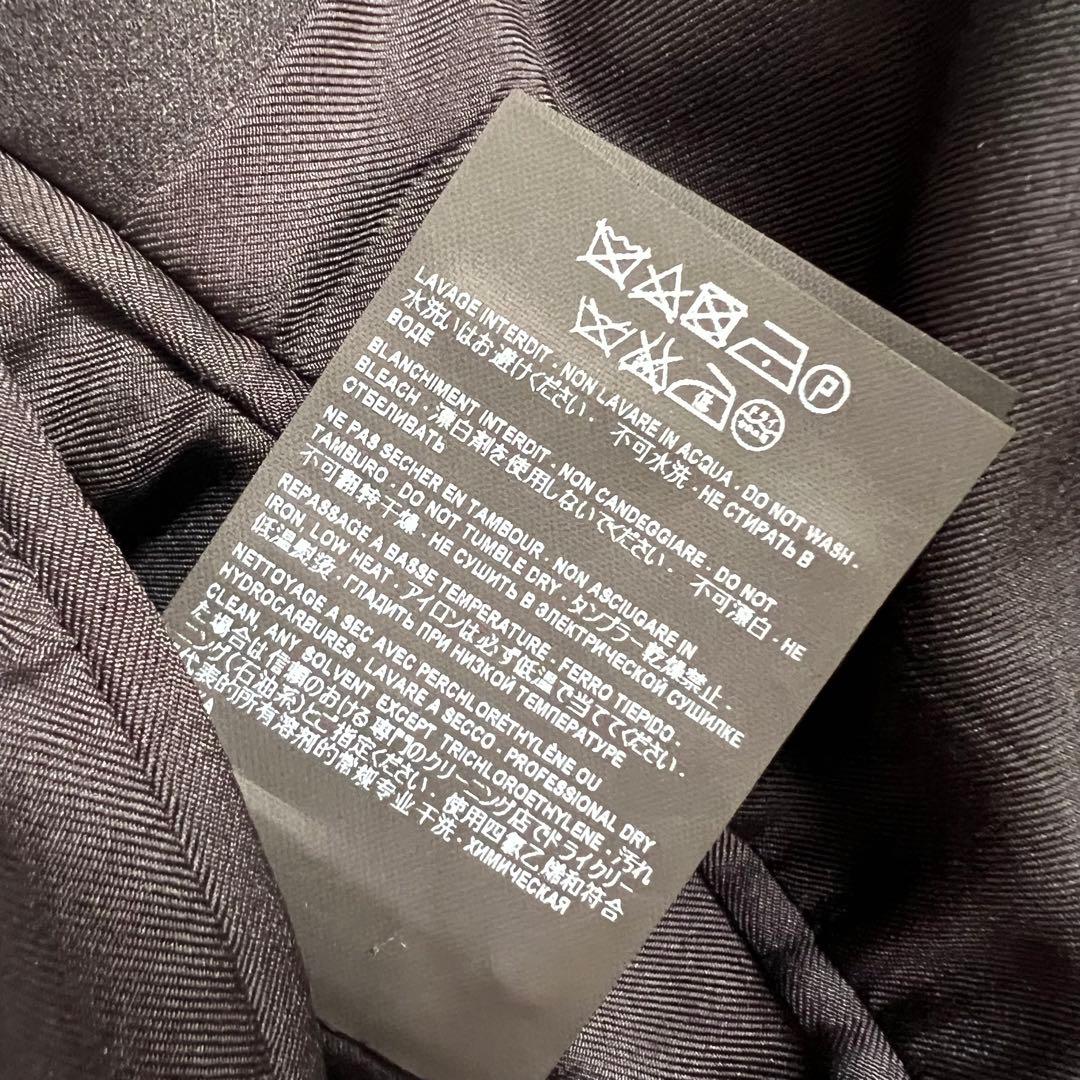 P
LAVAGE INTERDIT . NON LAVARE IN ACQUA . DO NOT WASH .
水洗いはお避けください . 不可水洗 . НЕ СТИРАТЬ В
ВОДЕ
BLANCHIMENT INTERDIT . NON CANDEGGIARE . DO NOT
BLEACH . 漂白剤を使用しないでください . 不可漂白 . НЕ
ОТБЕЛИВАТЬ
NE PAS SECHER EN TAMBOUR . NON ASCIUGARE IN
TAMBURO . DO NOT TUMBLE DRY . タンブラー乾燥禁止 .
不可翻转干燥 . НЕ СУШИТЬ В ЭЛЕКТРИЧЕСКОЙ СУШИЛКЕ
REPASSAGE A BASSE TEMPERATURE . FERRO TIEPIDO .
IRON, LOW HEAT . アイロンは必ず低温で当ててください .
低温熨烫 . ГЛАДИТЬ ПРИ НИЗКОЙ ТЕМПЕРАТУРЕ
NETTOYAGE A SEC AVEC PERCHLORÉTHYLÈNE OU
HYDROCARBURES . LAVARE A SECCO . PROFESSIONAL DRY
CLEAN, ANY SOLVENT EXCEPT TRICHLOROETHYLENE . 汚れ
た場合は信頼のおける専門のクリーニング店でドライクリー
ニング(石油系)とご指定ください . 使用四氯乙烯和符合
代表的所有溶剂的常规专业干洗 . ХИМИЧЕСКАЯ